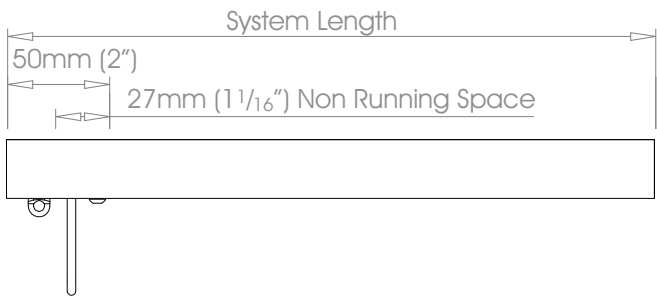 System Length
50mm (2”)
27mm (1 1/16”) Non Running Space